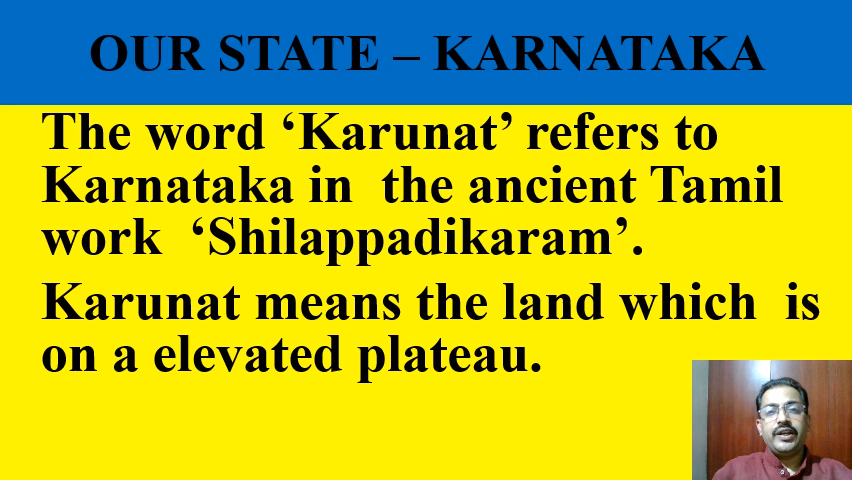 OUR STATE – KARNATAKA
The word ‘Karunat’ refers to
Karnataka in the ancient Tamil
work ‘Shilappadikaram’.
Karunat means the land which is
on a elevated plateau.